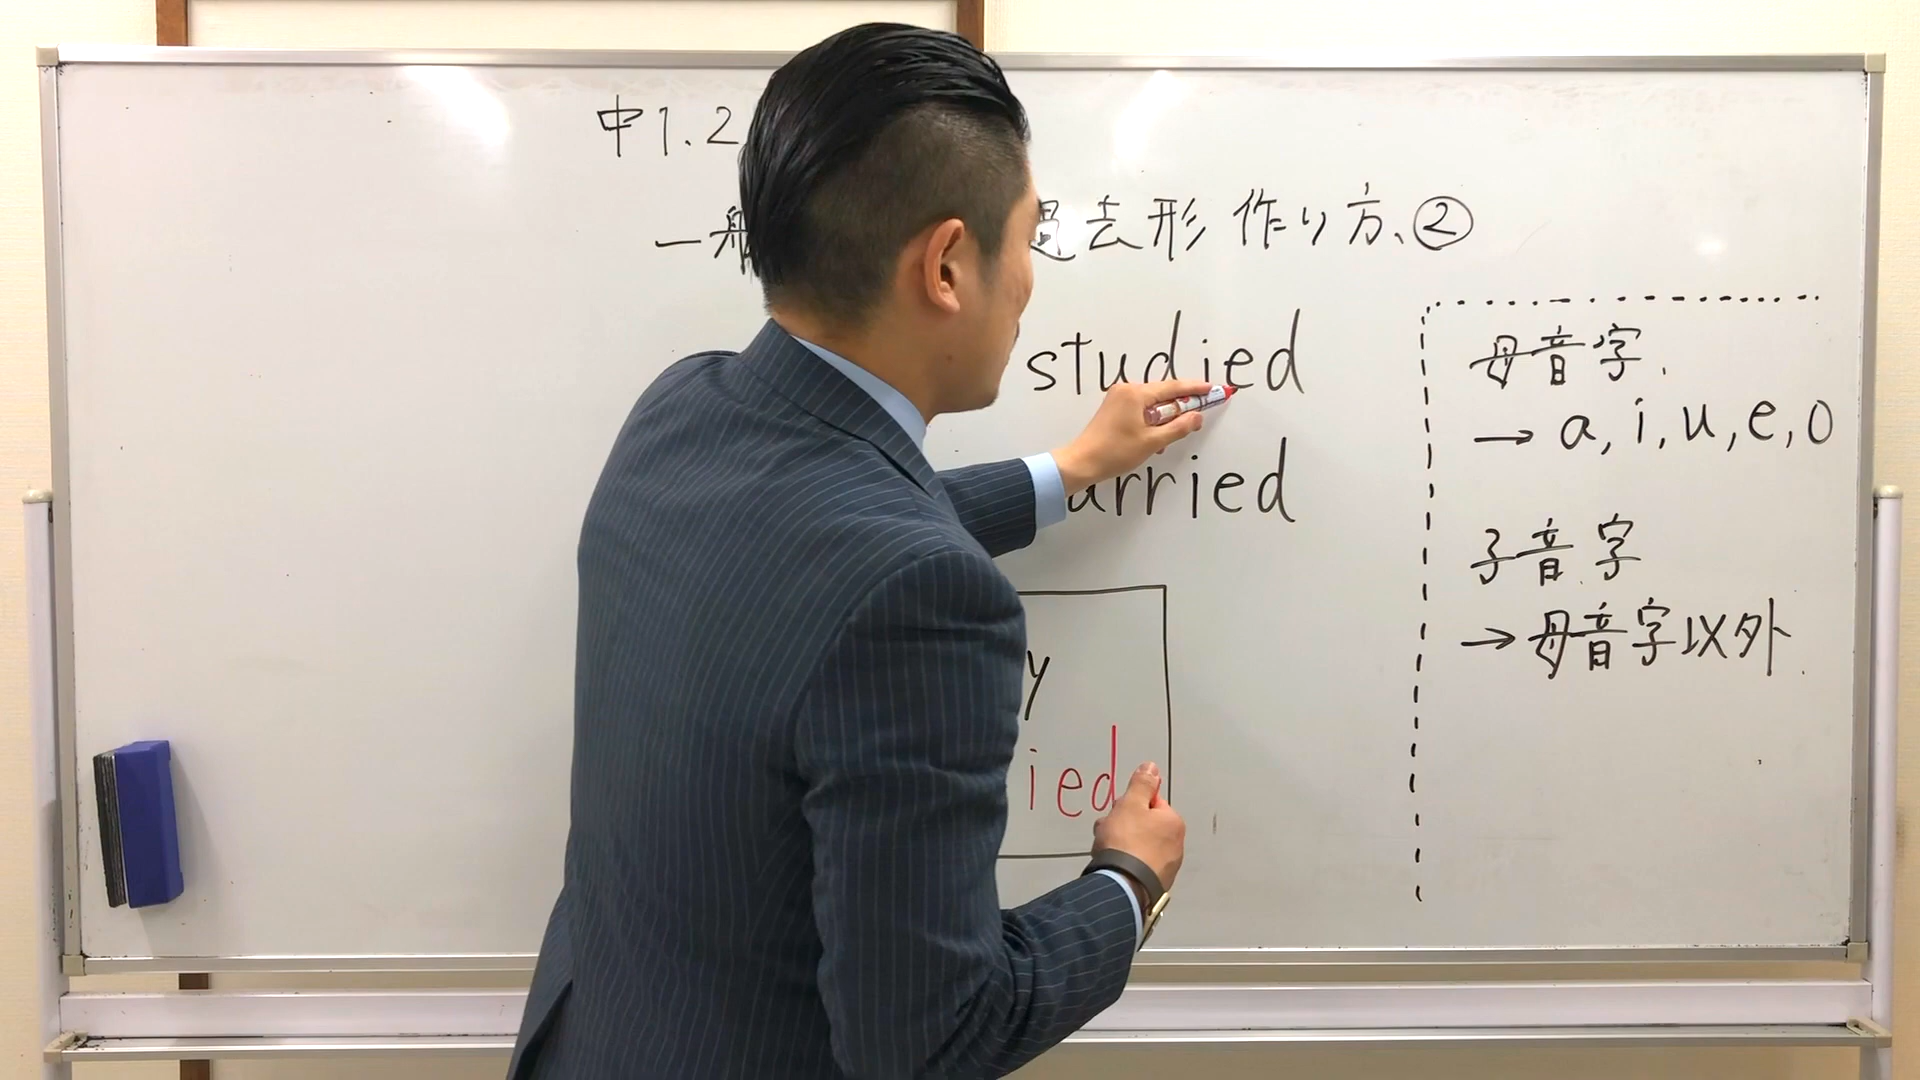 中1.2
一般 過去形 作り方、②
studied
arried
y
ied
母音字.
→ a, i, u, e, o
子音字
→ 母音字以外.